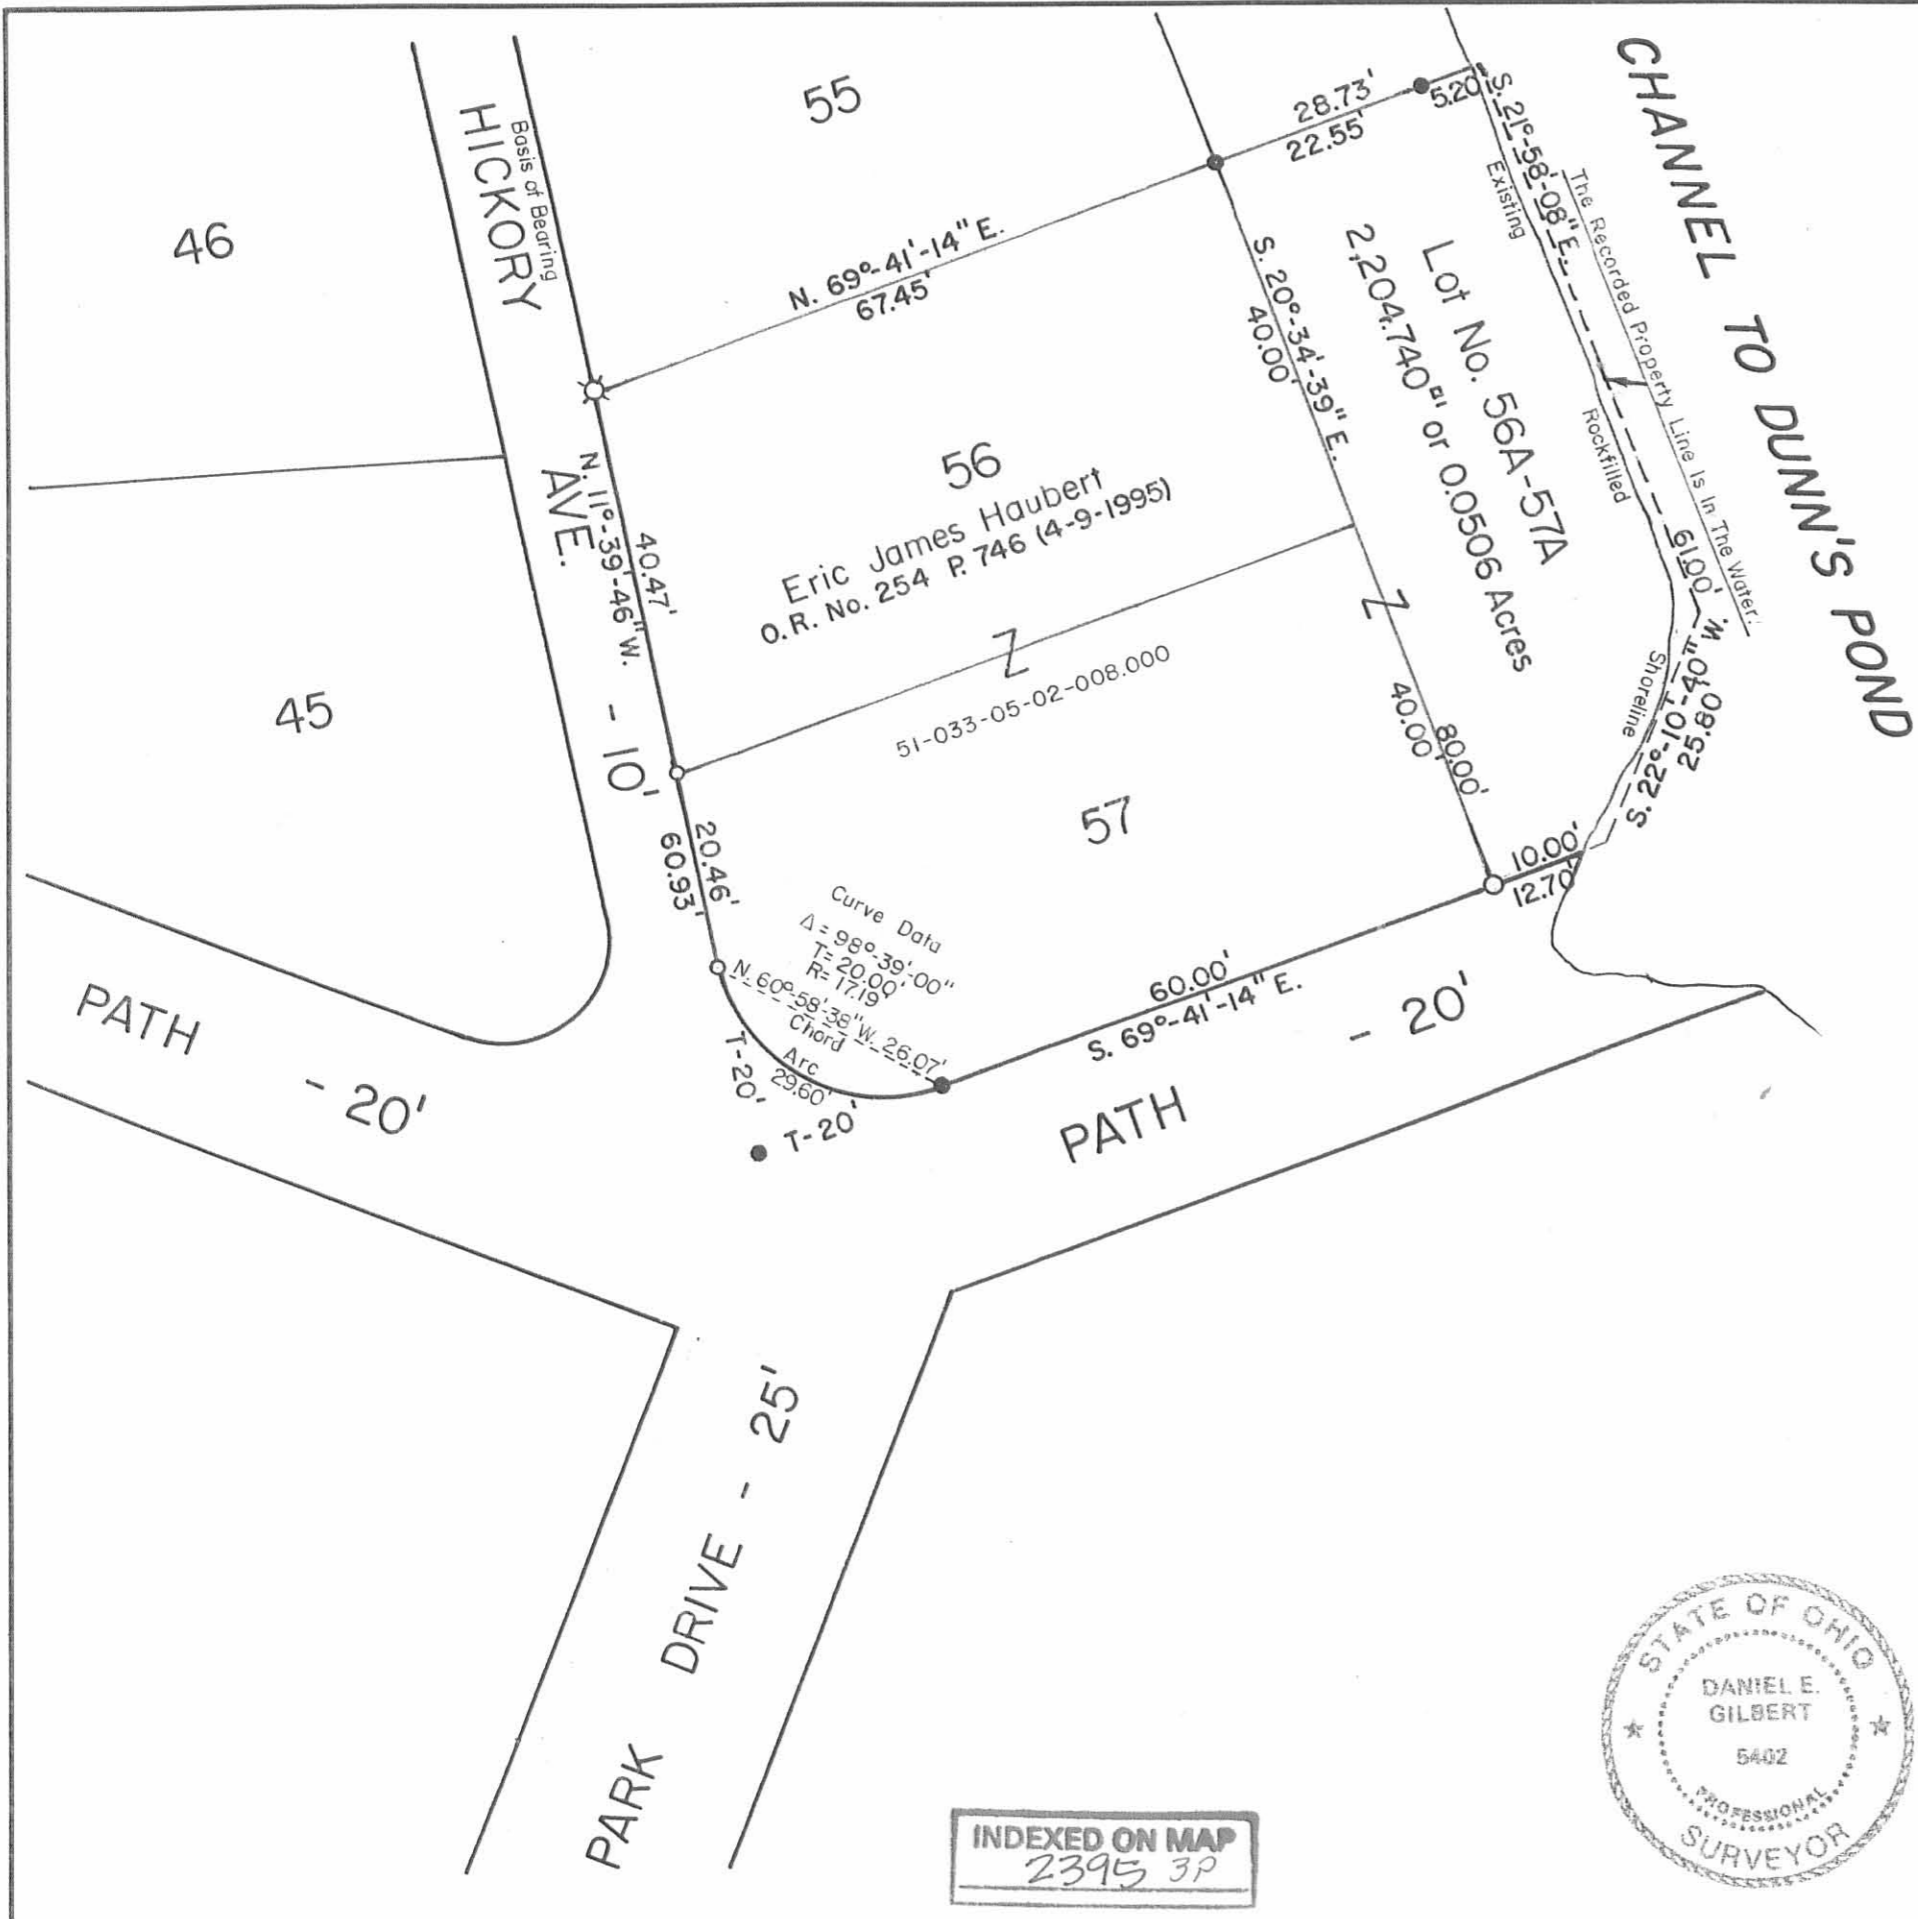 55
46
45
HICKORY
AVE.
- 10'
Basis of Bearing
N. 11°-39'-46" W.
40.47'
20.46'
60.93'
N. 69°-41'-14" E.
67.45'
28.73'
22.55'
5.20'
S. 21°-58'-08" E.
61.00'
Existing
Rockfilled
Shoreline
The Recorded Property Line Is In The Water.
CHANNEL TO DUNN'S POND
Lot No. 56A-57A
2,204.740 or 0.0506 Acres
S. 20°-34'-39" E.
40.00'
40.00'
80.00'
56
Eric James Haubert
O.R. No. 254 P. 746 (4-9-1995)
Z
Z
51-033-05-02-008.000
57
S. 22°-10'-40" W.
25.80'
10.00'
12.70'
Curve Data
Δ = 98°-39'-00"
T= 20.00'
R= 17.19'
N. 60°-58'-38" W. 26.07'
Chord
Arc
29.60'
T-20'
T-20'
60.00'
S. 69°-41'-14" E.
PATH - 20'
PATH - 20'
PARK DRIVE - 25'
INDEXED ON MAP
2395 3P
STATE OF OHIO
DANIEL E.
GILBERT
5402
PROFESSIONAL
SURVEYOR